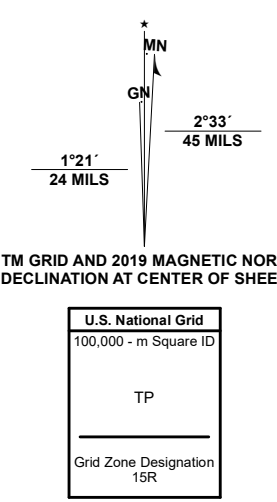 ★
MN
GN
2°33´
45 MILS
1°21´
24 MILS
TM GRID AND 2019 MAGNETIC NOR
DECLINATION AT CENTER OF SHEE
U.S. National Grid
100,000 - m Square ID
TP
Grid Zone Designation
15R